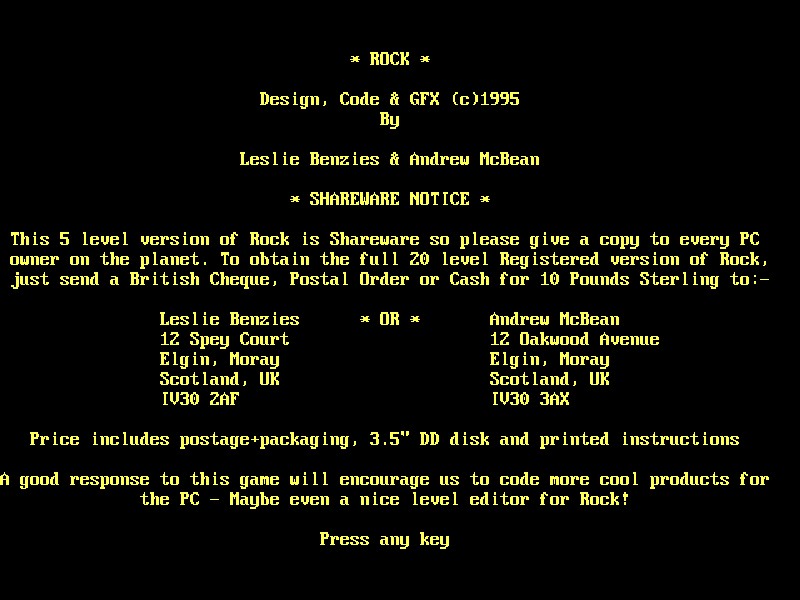 * ROCK *
Design, Code & GFX (c)1995
By
Leslie Benzies & Andrew McBean
* SHAREWARE NOTICE *
This 5 level version of Rock is Shareware so please give a copy to every PC
owner on the planet. To obtain the full 20 level Registered version of Rock,
just send a British Cheque, Postal Order or Cash for 10 Pounds Sterling to:-
Leslie Benzies * OR * Andrew McBean
12 Spey Court 12 Oakwood Avenue
Elgin, Moray Elgin, Moray
Scotland, UK Scotland, UK
IV30 2AF IV30 3AX
Price includes postage+packaging, 3.5" DD disk and printed instructions
A good response to this game will encourage us to code more cool products for
the PC - Maybe even a nice level editor for Rock!
Press any key